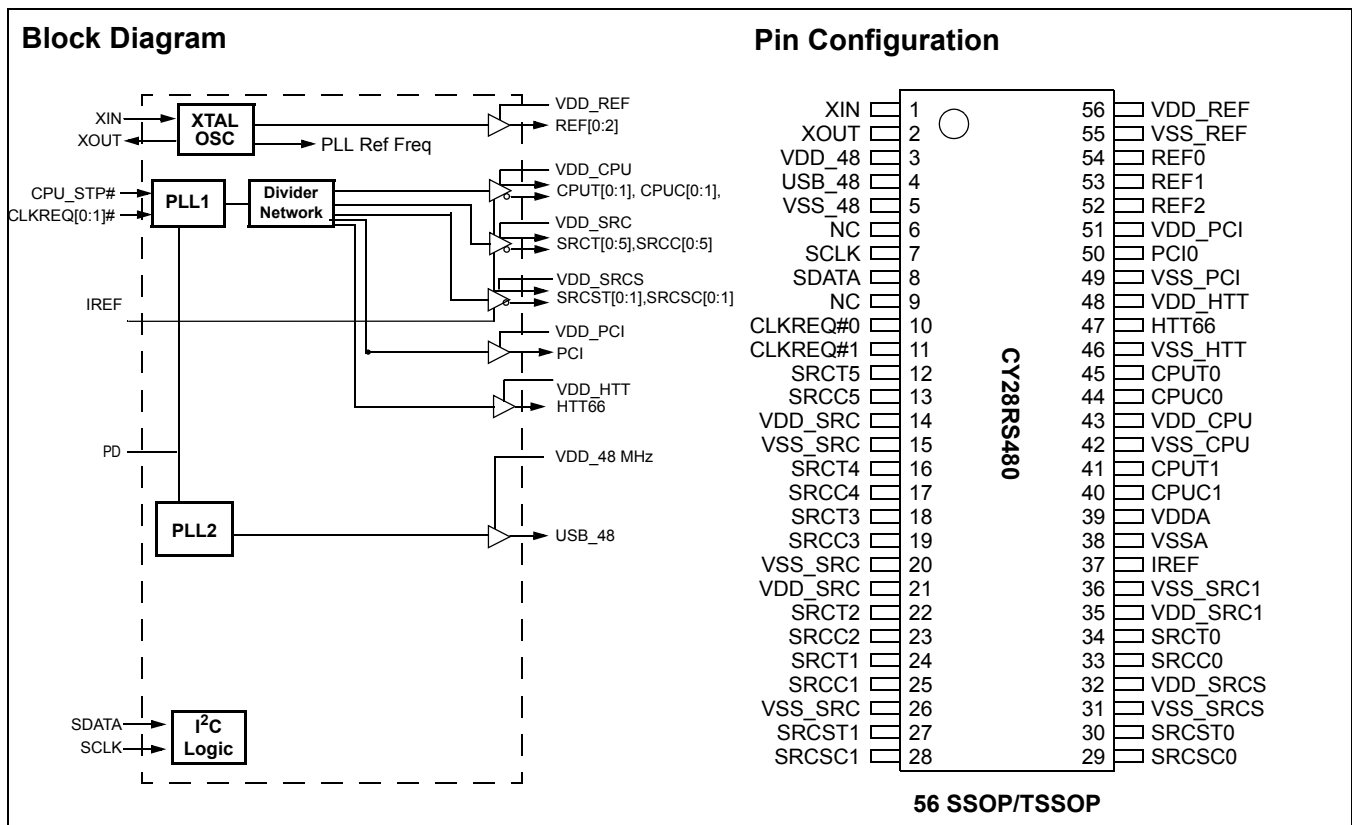 Block Diagram
XIN
XOUT
XTAL
OSC
VDD_REF
REF[0:2]
PLL Ref Freq
CPU_STP#
CLKREQ[0:1]#
PLL1
Divider
Network
VDD_CPU
CPUT[0:1], CPUC[0:1],
VDD_SRC
SRCT[0:5],SRCC[0:5]
VDD_SRCS
SRCST[0:1],SRCSC[0:1]
IREF
VDD_PCI
PCI
VDD_HTT
HTT66
PD
VDD_48 MHz
PLL2
USB_48
SDATA
SCLK
I2C
Logic
Pin Configuration
XIN 1 56 VDD_REF
XOUT 2 55 VSS_REF
VDD_48 3 54 REF0
USB_48 4 53 REF1
VSS_48 5 52 REF2
NC 6 51 VDD_PCI
SCLK 7 50 PCI0
SDATA 8 49 VSS_PCI
NC 9 48 VDD_HTT
CLKREQ#0 10 47 HTT66
CLKREQ#1 11 46 VSS_HTT
SRCT5 12 45 CPUT0
SRCC5 13 44 CPUC0
VDD_SRC 14 43 VDD_CPU
VSS_SRC 15 42 VSS_CPU
SRCT4 16 41 CPUT1
SRCC4 17 40 CPUC1
SRCT3 18 39 VDDA
SRCC3 19 38 VSSA
VSS_SRC 20 37 IREF
VDD_SRC 21 36 VSS_SRC1
SRCT2 22 35 VDD_SRC1
SRCC2 23 34 SRCT0
SRCT1 24 33 SRCC0
SRCC1 25 32 VDD_SRCS
VSS_SRC 26 31 VSS_SRCS
SRCST1 27 30 SRCST0
SRCSC1 28 29 SRCSC0
CY28RS480
56 SSOP/TSSOP